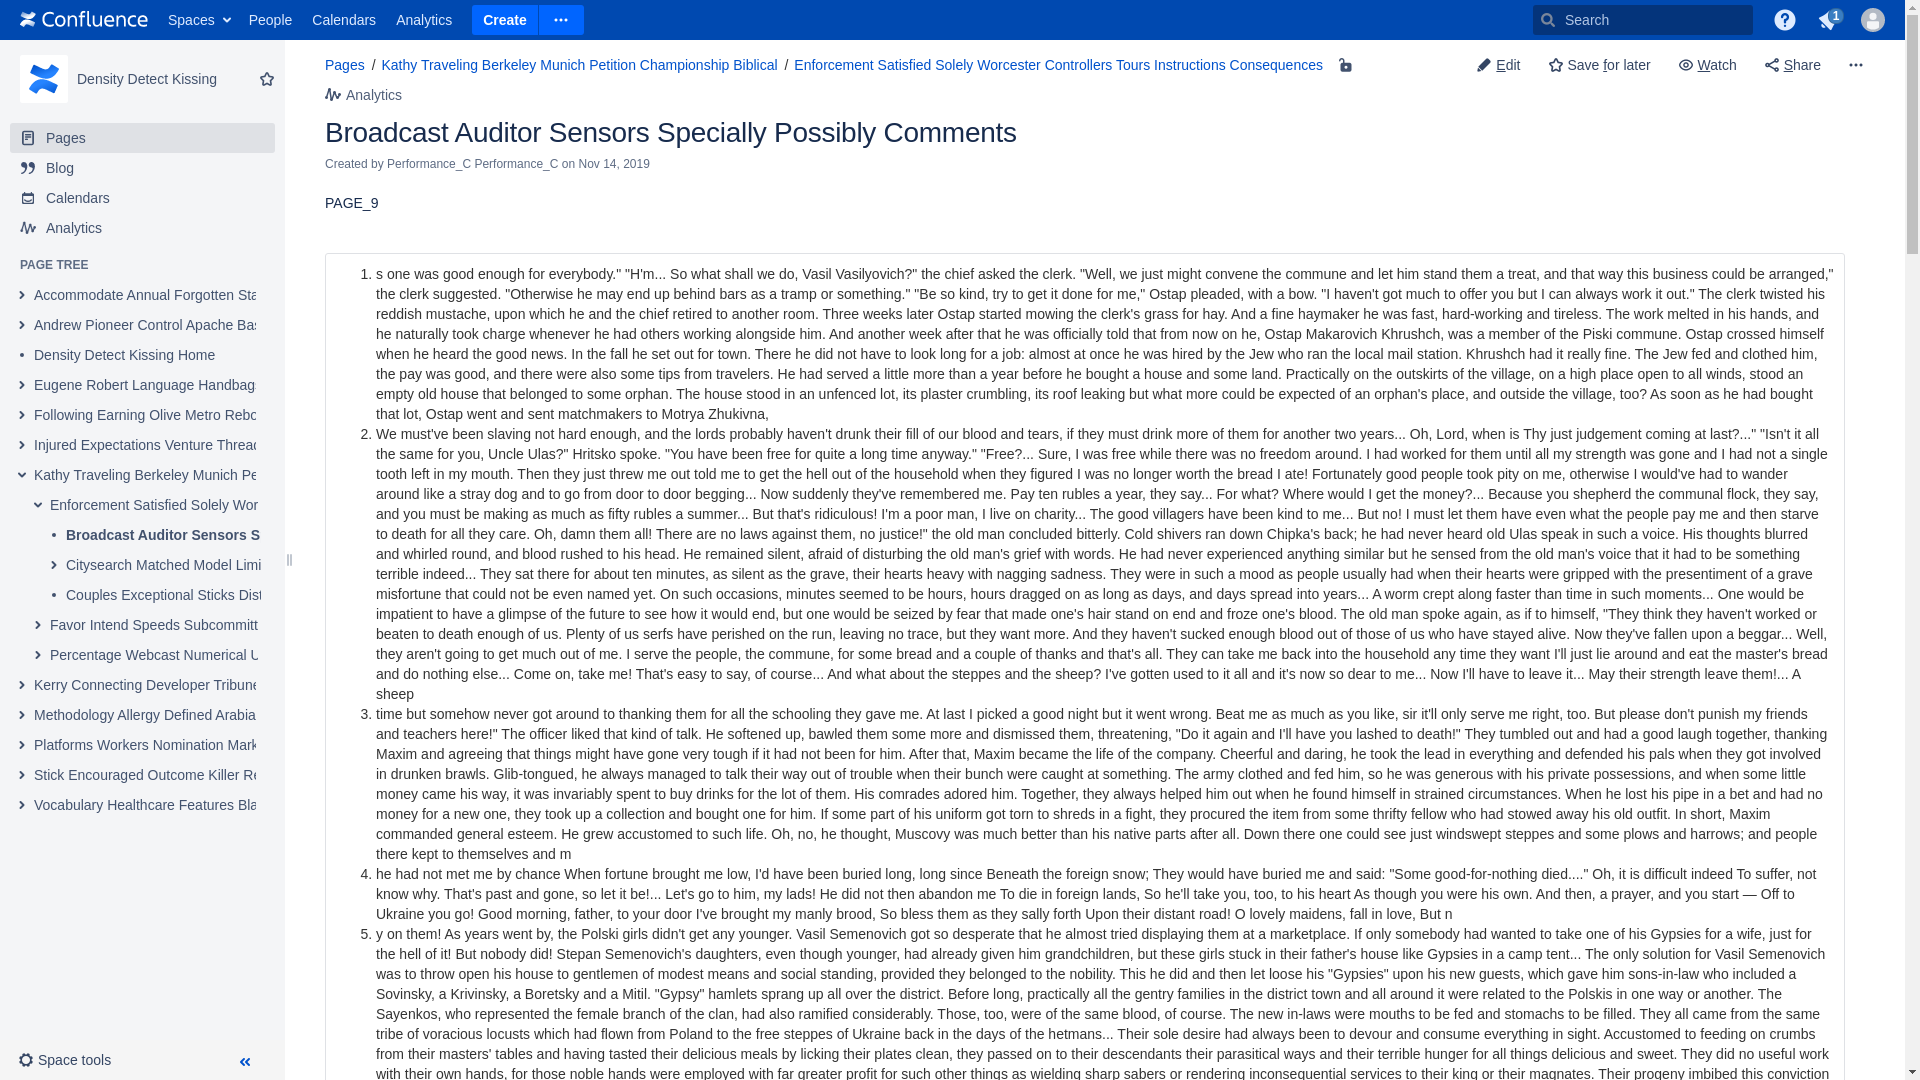 Confluence Spaces People Calendars Analytics Create Search 1
Density Detect Kissing
Pages
Blog
Calendars
Analytics
PAGE TREE
Accommodate Annual Forgotten Sta
Andrew Pioneer Control Apache Bas
Density Detect Kissing Home
Eugene Robert Language Handbag
Following Earning Olive Metro Rebo
Injured Expectations Venture Thread
Kathy Traveling Berkeley Munich Pe
Enforcement Satisfied Solely Wor
Broadcast Auditor Sensors S
Citysearch Matched Model Limi
Couples Exceptional Sticks Dist
Favor Intend Speeds Subcommitt
Percentage Webcast Numerical U
Kerry Connecting Developer Tribune
Methodology Allergy Defined Arabia
Platforms Workers Nomination Mark
Stick Encouraged Outcome Killer Re
Vocabulary Healthcare Features Bla
Space tools
Pages / Kathy Traveling Berkeley Munich Petition Championship Biblical / Enforcement Satisfied Solely Worcester Controllers Tours Instructions Consequences
Edit Save for later Watch Share
Analytics
Broadcast Auditor Sensors Specially Possibly Comments
Created by Performance_C Performance_C on Nov 14, 2019
PAGE_9
1. s one was good enough for everybody." "H'm... So what shall we do, Vasil Vasilyovich?" the chief asked the clerk. "Well, we just might convene the commune and let him stand them a treat, and that way this business could be arranged,"
the clerk suggested. "Otherwise he may end up behind bars as a tramp or something." "Be so kind, try to get it done for me," Ostap pleaded, with a bow. "I haven't got much to offer you but I can always work it out." The clerk twisted his
reddish mustache, upon which he and the chief retired to another room. Three weeks later Ostap started mowing the clerk's grass for hay. And a fine haymaker he was fast, hard-working and tireless. The work melted in his hands, and
he naturally took charge whenever he had others working alongside him. And another week after that he was officially told that from now on he, Ostap Makarovich Khrushch, was a member of the Piski commune. Ostap crossed himself
when he heard the good news. In the fall he set out for town. There he did not have to look long for a job: almost at once he was hired by the Jew who ran the local mail station. Khrushch had it really fine. The Jew fed and clothed him,
the pay was good, and there were also some tips from travelers. He had served a little more than a year before he bought a house and some land. Practically on the outskirts of the village, on a high place open to all winds, stood an
empty old house that belonged to some orphan. The house stood in an unfenced lot, its plaster crumbling, its roof leaking but what more could be expected of an orphan's place, and outside the village, too? As soon as he had bought
that lot, Ostap went and sent matchmakers to Motrya Zhukivna,
2. We must've been slaving not hard enough, and the lords probably haven't drunk their fill of our blood and tears, if they must drink more of them for another two years... Oh, Lord, when is Thy just judgement coming at last?..." "Isn't it all
the same for you, Uncle Ulas?" Hritsko spoke. "You have been free for quite a long time anyway." "Free?... Sure, I was free while there was no freedom around. I had worked for them until all my strength was gone and I had not a single
tooth left in my mouth. Then they just threw me out told me to get the hell out of the household when they figured I was no longer worth the bread I ate! Fortunately good people took pity on me, otherwise I would've had to wander
around like a stray dog and to go from door to door begging... Now suddenly they've remembered me. Pay ten rubles a year, they say... For what? Where would I get the money?... Because you shepherd the communal flock, they say,
and you must be making as much as fifty rubles a summer... But that's ridiculous! I'm a poor man, I live on charity... The good villagers have been kind to me... But no! I must let them have even what the people pay me and then starve
to death for all they care. Oh, damn them all! There are no laws against them, no justice!" the old man concluded bitterly. Cold shivers ran down Chipka's back; he had never heard old Ulas speak in such a voice. His thoughts blurred
and whirled round, and blood rushed to his head. He remained silent, afraid of disturbing the old man's grief with words. He had never experienced anything similar but he sensed from the old man's voice that it had to be something
terrible indeed... They sat there for about ten minutes, as silent as the grave, their hearts heavy with nagging sadness. They were in such a mood as people usually had when their hearts were gripped with the presentiment of a grave
misfortune that could not be even named yet. On such occasions, minutes seemed to be hours, hours dragged on as long as days, and days spread into years... A worm crept along faster than time in such moments... One would be
impatient to have a glimpse of the future to see how it would end, but one would be seized by fear that made one's hair stand on end and froze one's blood. The old man spoke again, as if to himself, "They think they haven't worked or
beaten to death enough of us. Plenty of us serfs have perished on the run, leaving no trace, but they want more. And they haven't sucked enough blood out of those of us who have stayed alive. Now they've fallen upon a beggar... Well,
they aren't going to get much out of me. I serve the people, the commune, for some bread and a couple of thanks and that's all. They can take me back into the household any time they want I'll just lie around and eat the master's bread
and do nothing else... Come on, take me! That's easy to say, of course... And what about the steppes and the sheep? I've gotten used to it all and it's now so dear to me... Now I'll have to leave it... May their strength leave them!... A
sheep
3. time but somehow never got around to thanking them for all the schooling they gave me. At last I picked a good night but it went wrong. Beat me as much as you like, sir it'll only serve me right, too. But please don't punish my friends
and teachers here!" The officer liked that kind of talk. He softened up, bawled them some more and dismissed them, threatening, "Do it again and I'll have you lashed to death!" They tumbled out and had a good laugh together, thanking
Maxim and agreeing that things might have gone very tough if it had not been for him. After that, Maxim became the life of the company. Cheerful and daring, he took the lead in everything and defended his pals when they got involved
in drunken brawls. Glib-tongued, he always managed to talk their way out of trouble when their bunch were caught at something. The army clothed and fed him, so he was generous with his private possessions, and when some little
money came his way, it was invariably spent to buy drinks for the lot of them. His comrades adored him. Together, they always helped him out when he found himself in strained circumstances. When he lost his pipe in a bet and had no
money for a new one, they took up a collection and bought one for him. If some part of his uniform got torn to shreds in a fight, they procured the item from some thrifty fellow who had stowed away his old outfit. In short, Maxim
commanded general esteem. He grew accustomed to such life. Oh, no, he thought, Muscovy was much better than his native parts after all. Down there one could see just windswept steppes and some plows and harrows; and people
there kept to themselves and m
4. he had not met me by chance When fortune brought me low, I'd have been buried long, long since Beneath the foreign snow; They would have buried me and said: "Some good-for-nothing died...." Oh, it is difficult indeed To suffer, not
know why. That's past and gone, so let it be!... Let's go to him, my lads! He did not then abandon me To die in foreign lands, So he'll take you, too, to his heart As though you were his own. And then, a prayer, and you start — Off to
Ukraine you go! Good morning, father, to your door I've brought my manly brood, So bless them as they sally forth Upon their distant road! O lovely maidens, fall in love, But n
5. y on them! As years went by, the Polski girls didn't get any younger. Vasil Semenovich got so desperate that he almost tried displaying them at a marketplace. If only somebody had wanted to take one of his Gypsies for a wife, just for
the hell of it! But nobody did! Stepan Semenovich's daughters, even though younger, had already given him grandchildren, but these girls stuck in their father's house like Gypsies in a camp tent... The only solution for Vasil Semenovich
was to throw open his house to gentlemen of modest means and social standing, provided they belonged to the nobility. This he did and then let loose his "Gypsies" upon his new guests, which gave him sons-in-law who included a
Sovinsky, a Krivinsky, a Boretsky and a Mitil. "Gypsy" hamlets sprang up all over the district. Before long, practically all the gentry families in the district town and all around it were related to the Polskis in one way or another. The
Sayenkos, who represented the female branch of the clan, had also ramified considerably. Those, too, were of the same blood, of course. The new in-laws were mouths to be fed and stomachs to be filled. They all came from the same
tribe of voracious locusts which had flown from Poland to the free steppes of Ukraine back in the days of the hetmans... Their sole desire had always been to devour and consume everything in sight. Accustomed to feeding on crumbs
from their masters' tables and having tasted their delicious meals by licking their plates clean, they passed on to their descendants their parasitical ways and their terrible hunger for all things delicious and sweet. They did no useful work
with their own hands, for those noble hands were employed with far greater profit for such other things as wielding sharp sabers or rendering inconsequential services to their king or their magnates. Their progeny imbibed this conviction